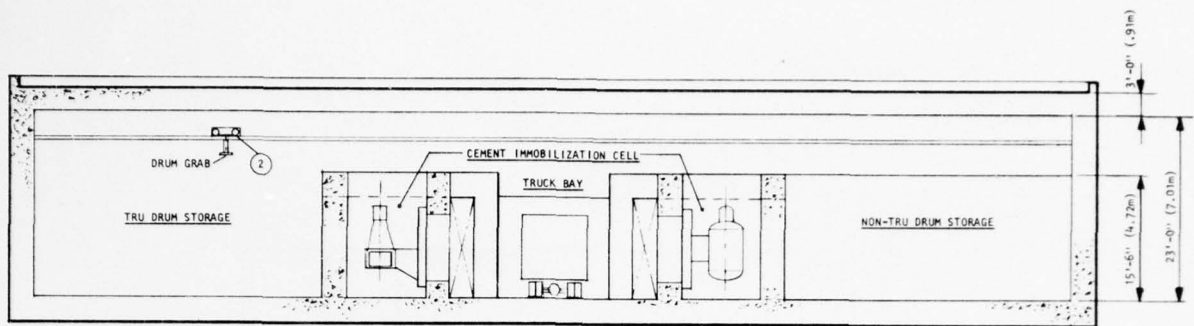 3'-0" (.91m)
DRUM GRAB
2
CEMENT IMMOBILIZATION CELL
TRUCK BAY
TRU DRUM STORAGE
NON-TRU DRUM STORAGE
15'-6" (4.72m)
23'-0" (7.01m)